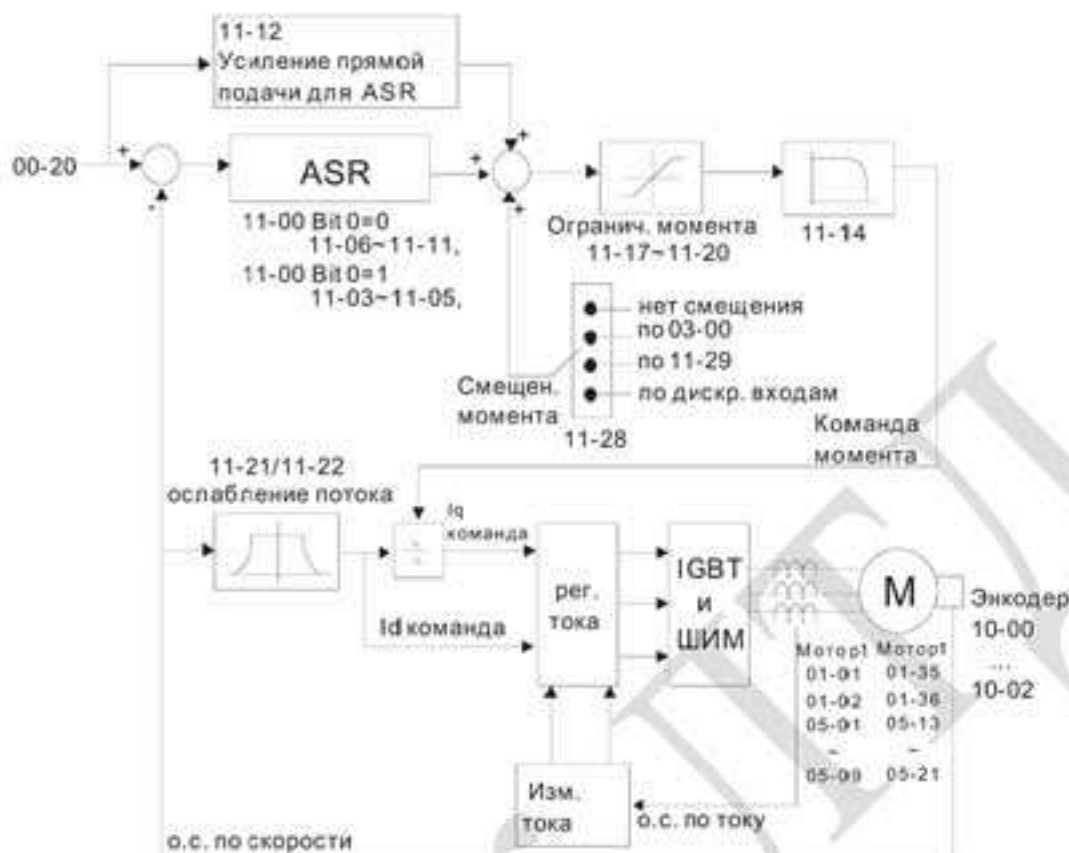 11-12
Усиление прямой
подачи для ASR
+
00-20
+
-
ASR
+
+
11-00 Bit 0=0
11-06~11-11,
11-00 Bit 0=1
11-03~11-05,
Огранич. момента
11-17~11-20
11-14
нет смещения
по 03-00
по 11-29
по дискр. входам
Смещен.
момента
11-28
Команда
момента
11-21/11-22
ослабление потока
Iq
команда
Id команда
рег.
тока
IGBT
и
ШИМ
M
Энкодер
10-00
...
10-02
Мотор1 Мотор1
01-01 01-35
01-02 01-36
05-01 05-13
~ ~
05-09 05-21
Изм.
тока
о.с. по току
о.с. по скорости